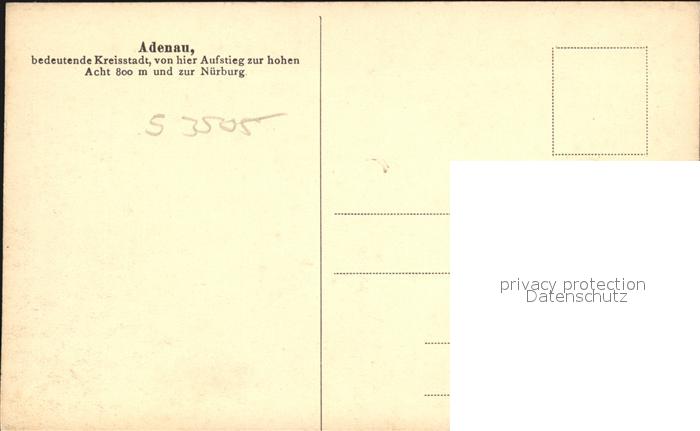 Adenau,
bedeutende Kreisstadt, von hier Aufstieg zur hohen
Acht 800 m und zur Nürburg.
S 3505
privacy protection
Datenschutz